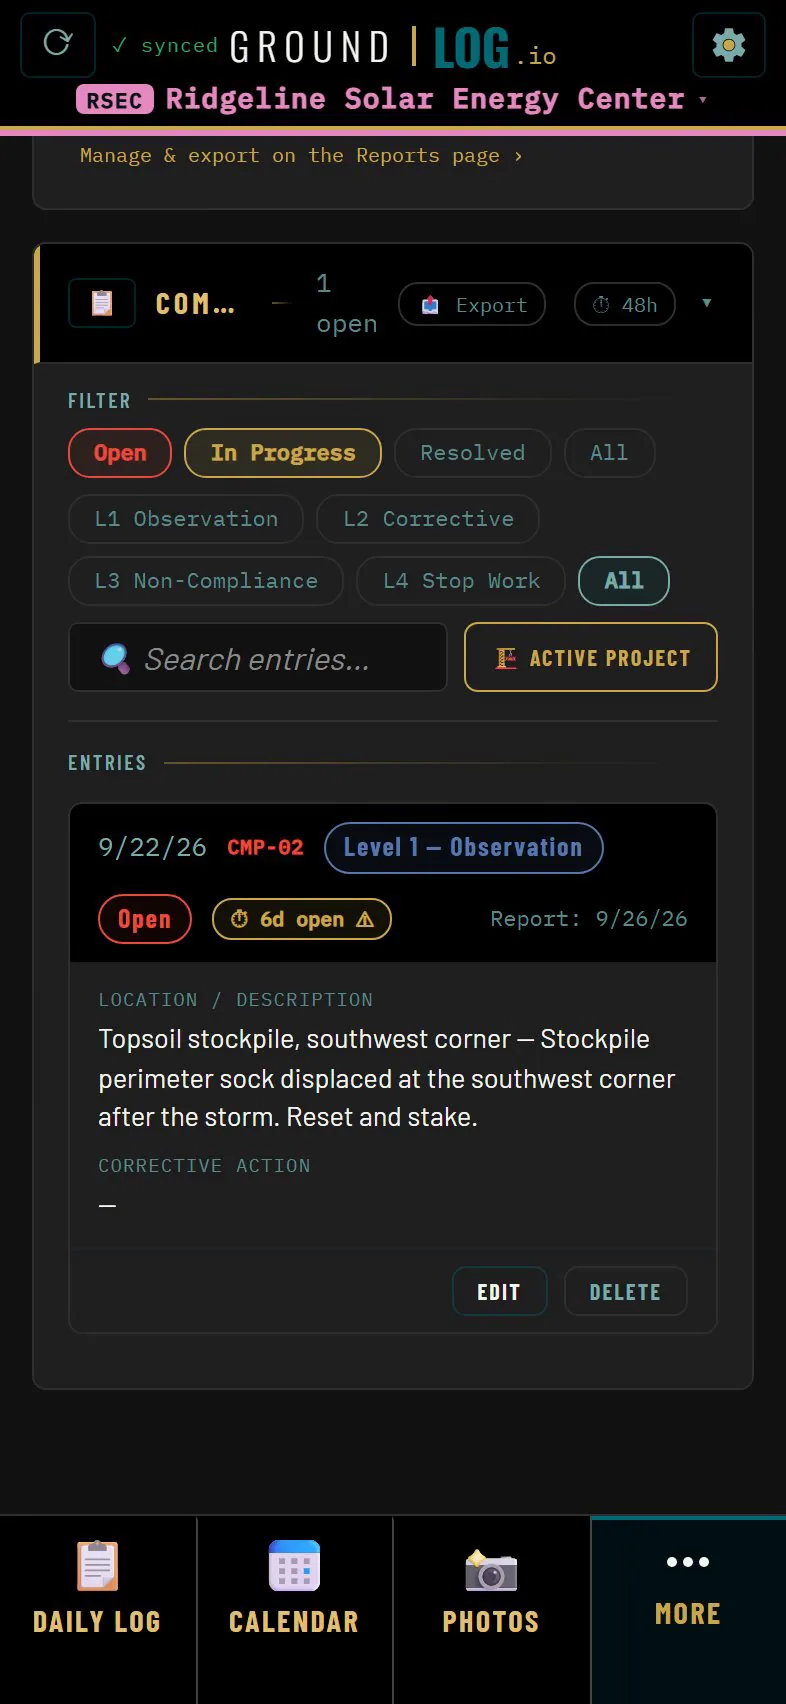 ✓ synced GROUND | LOG.io
RSEC Ridgeline Solar Energy Center ▾
Manage & export on the Reports page ›
COM… — 1 open Export ⏱ 48h ▼
FILTER
Open In Progress Resolved All
L1 Observation L2 Corrective
L3 Non-Compliance L4 Stop Work All
Search entries... ACTIVE PROJECT
ENTRIES
9/22/26 CMP-02 Level 1 — Observation
Open ⏱ 6d open ⚠ Report: 9/26/26
LOCATION / DESCRIPTION
Topsoil stockpile, southwest corner — Stockpile
perimeter sock displaced at the southwest corner
after the storm. Reset and stake.
CORRECTIVE ACTION
—
EDIT DELETE
DAILY LOG CALENDAR PHOTOS MORE